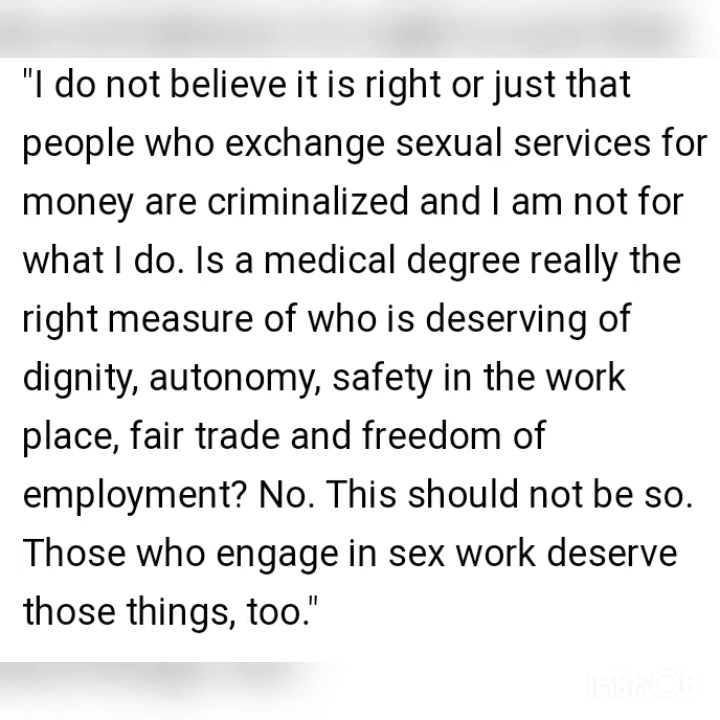 "I do not believe it is right or just that
people who exchange sexual services for
money are criminalized and I am not for
what I do. Is a medical degree really the
right measure of who is deserving of
dignity, autonomy, safety in the work
place, fair trade and freedom of
employment? No. This should not be so.
Those who engage in sex work deserve
those things, too."